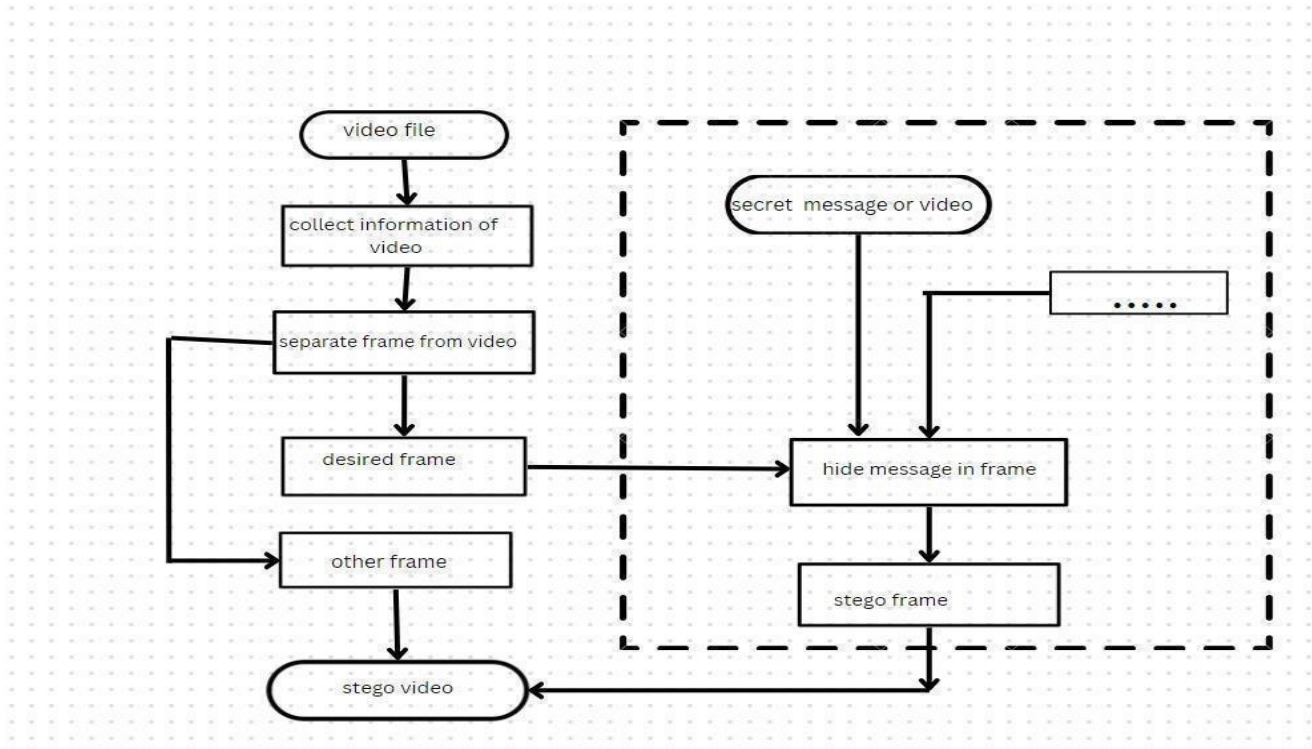 video file
collect information of
video
separate frame from video
desired frame
other frame
stego video
secret message or video
.....
hide message in frame
stego frame